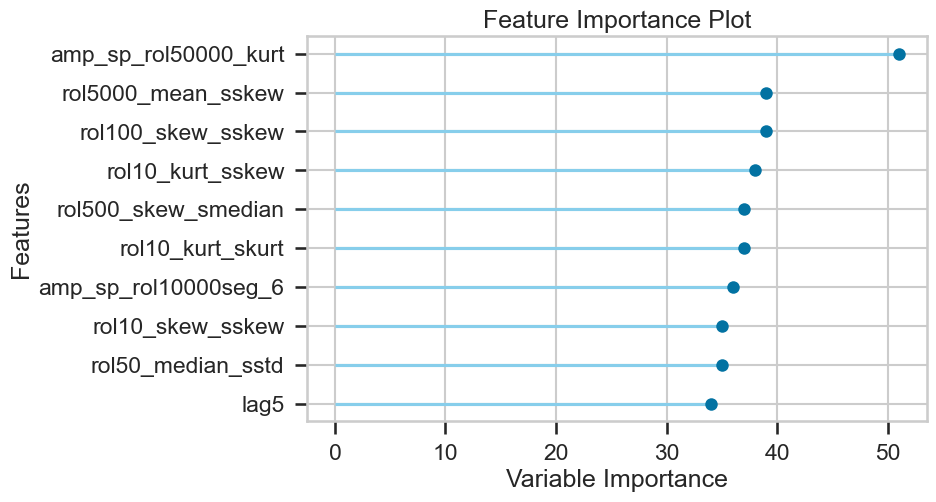 Feature Importance Plot
Features
amp_sp_rol50000_kurt
rol5000_mean_sskew
rol100_skew_sskew
rol10_kurt_sskew
rol500_skew_smedian
rol10_kurt_skurt
amp_sp_rol10000seg_6
rol10_skew_sskew
rol50_median_sstd
lag5
0 10 20 30 40 50
Variable Importance